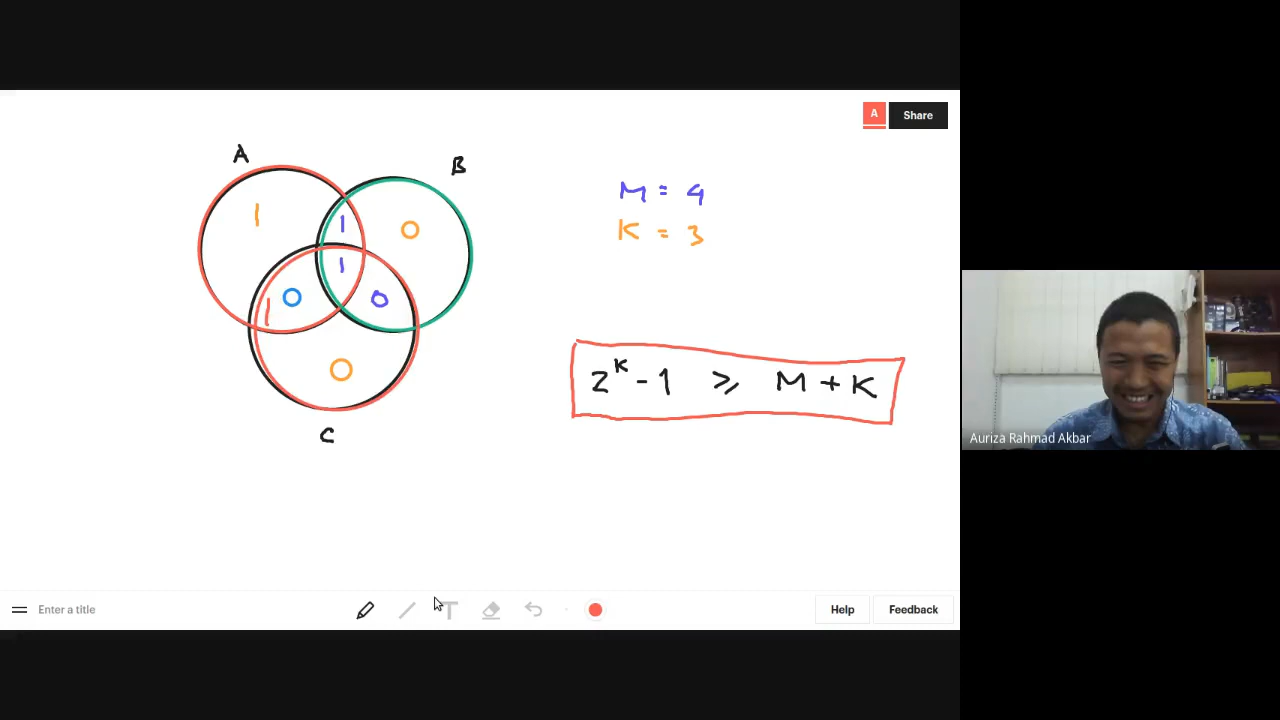 A Share
A
B
1
1
0
M = 4
K = 3
1
1
0
0
0
2^K - 1 ≥ M + K
C
Auriza Rahmad Akbar
Enter a title
T
Help
Feedback